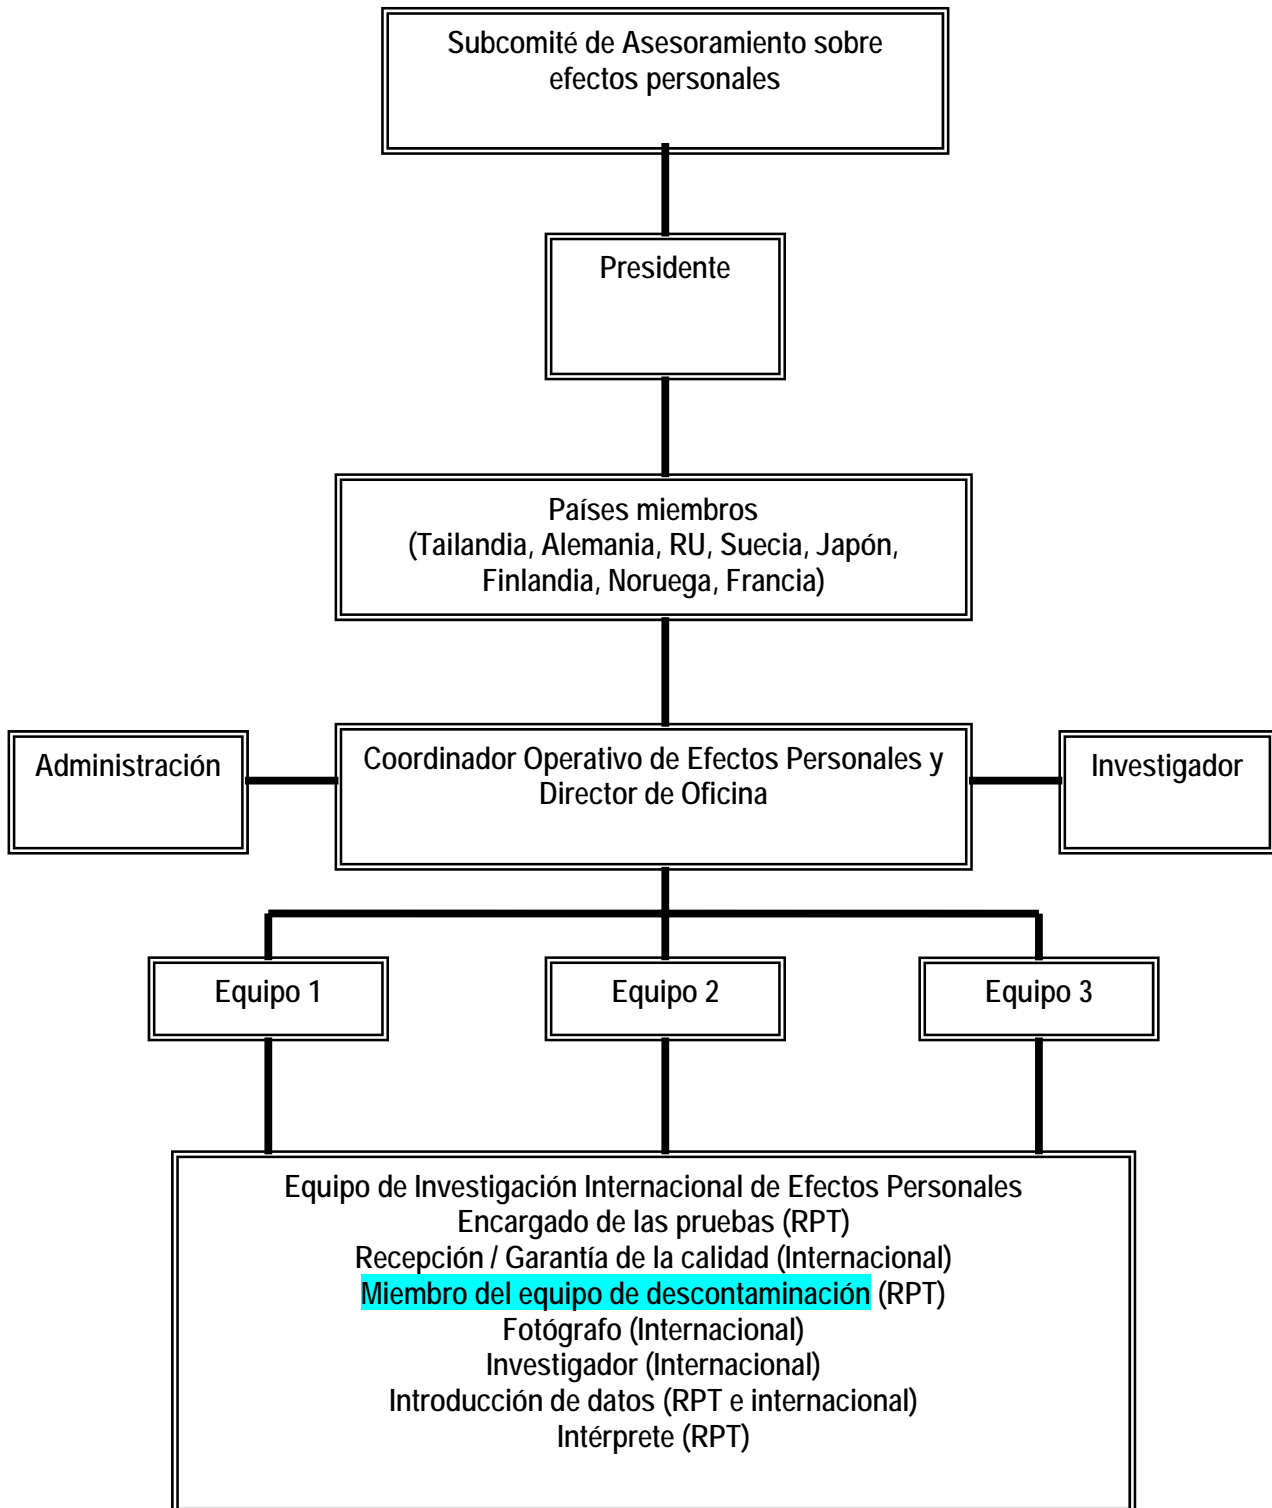 Subcomité de Asesoramiento sobre
efectos personales
Presidente
Países miembros
(Tailandia, Alemania, RU, Suecia, Japón,
Finlandia, Noruega, Francia)
Administración
Coordinador Operativo de Efectos Personales y
Director de Oficina
Investigador
Equipo 1
Equipo 2
Equipo 3
Equipo de Investigación Internacional de Efectos Personales
Encargado de las pruebas (RPT)
Recepción / Garantía de la calidad (Internacional)
Miembro del equipo de descontaminación (RPT)
Fotógrafo (Internacional)
Investigador (Internacional)
Introducción de datos (RPT e internacional)
Intérprete (RPT)